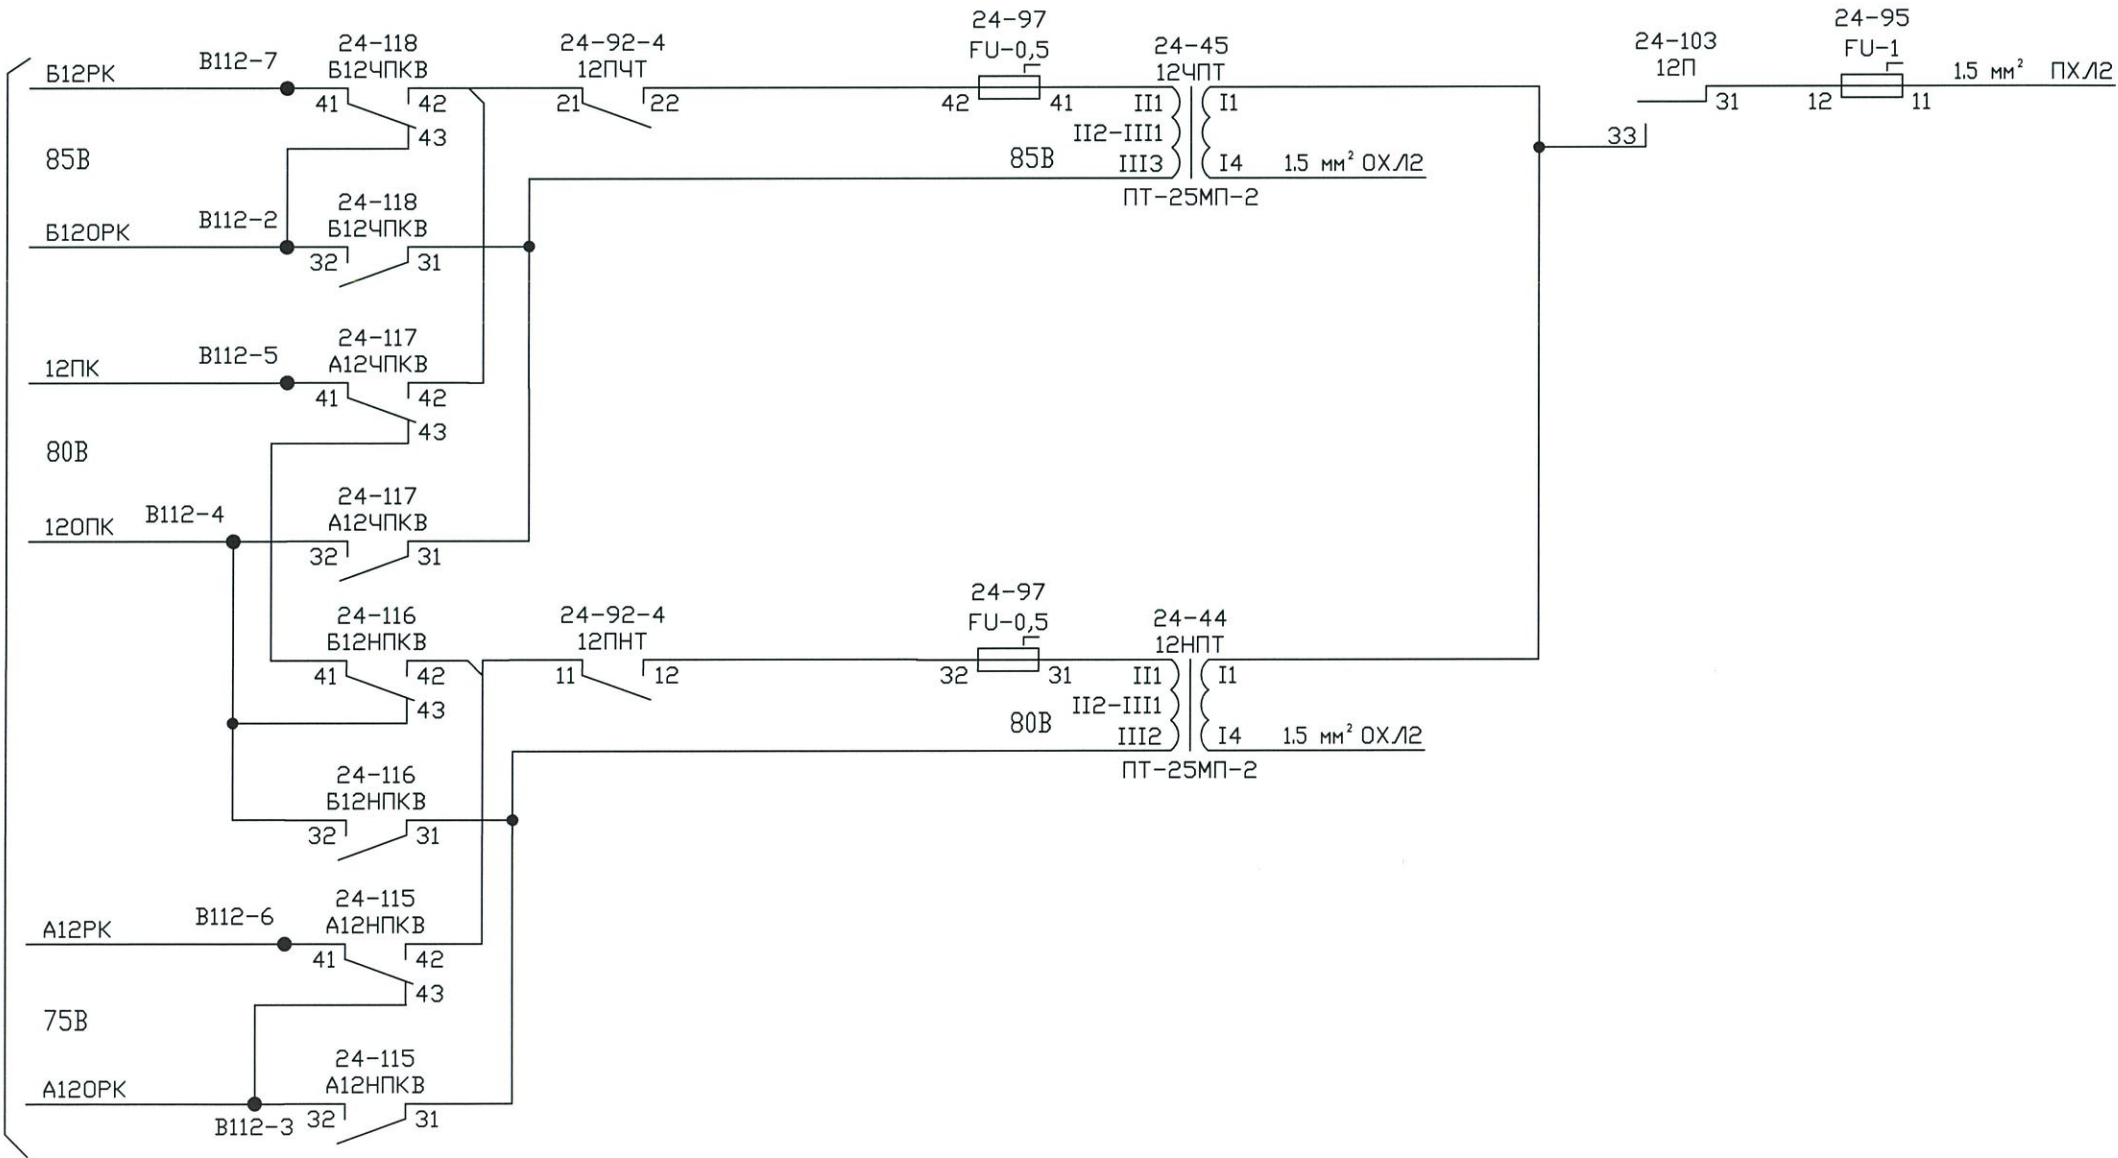 24-118
Б12ЧПКВ
24-92-4
12ПЧТ
24-97
FU-0,5
24-45
12ЧПТ
24-103
12П
24-95
FU-1
Б12РК
В112-7
41
42
43
21
22
42
41
II1
II2-III1
III3
I1
I4
1.5 мм² ОХЛ2
ПТ-25МП-2
85В
31
33
12
11
1.5 мм² ПХЛ2
85В
Б12ОРК
В112-2
24-118
Б12ЧПКВ
32
31
12ПК
В112-5
24-117
А12ЧПКВ
41
42
43
80В
12ОПК
В112-4
24-117
А12ЧПКВ
32
31
24-116
Б12НПКВ
41
42
43
24-92-4
12ПНТ
11
12
24-97
FU-0,5
32
31
24-44
12НПТ
II1
II2-III1
III2
I1
I4
1.5 мм² ОХЛ2
ПТ-25МП-2
80В
24-116
Б12НПКВ
32
31
А12РК
В112-6
24-115
А12НПКВ
41
42
43
75В
А12ОРК
В112-3
24-115
А12НПКВ
32
31